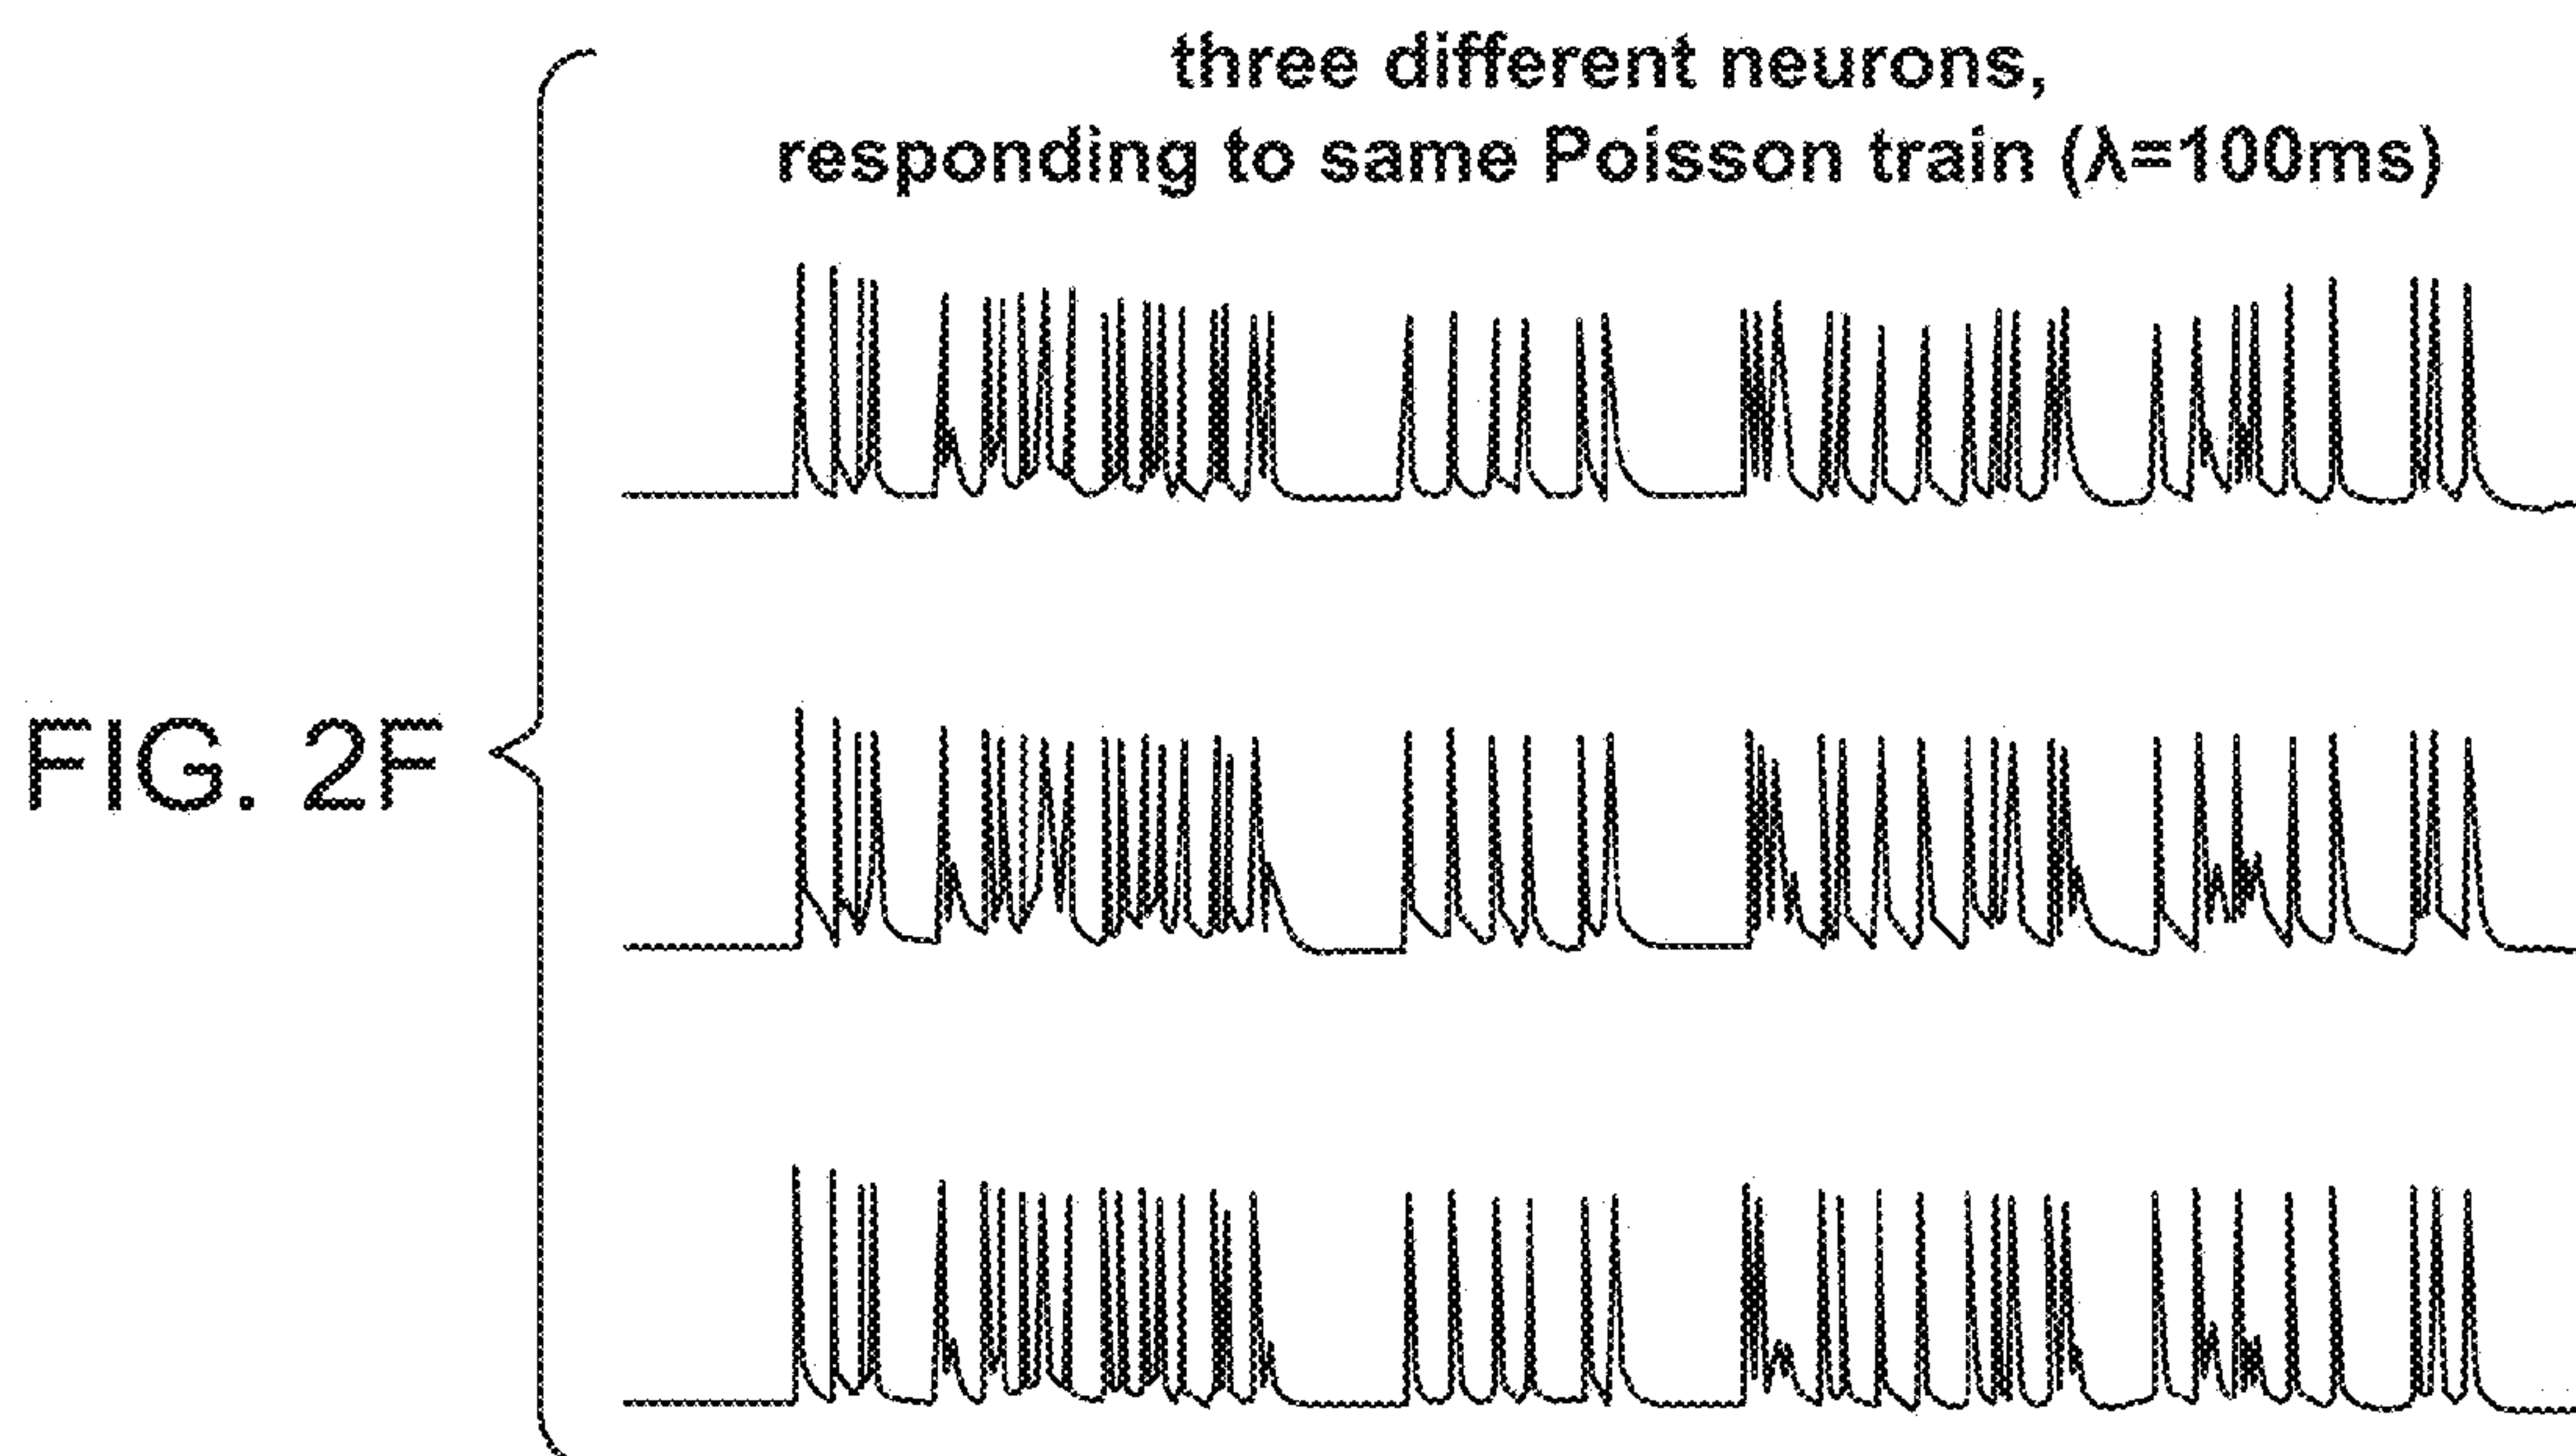 three different neurons,
responding to same Poisson train (λ=100ms)
FIG. 2F